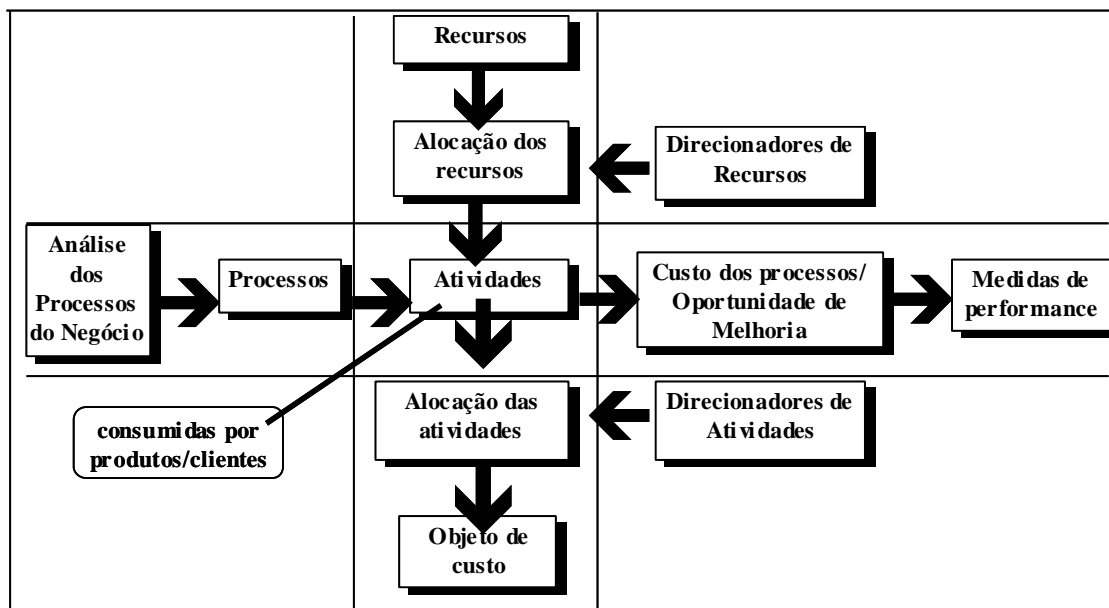 Recursos
Alocação dos
recursos
Direcionadores de
Recursos
Análise
dos
Processos
do Negócio
Processos
Atividades
Custo dos processos/
Oportunidade de
Melhoria
Medidas de
performance
consumidas por
produtos/clientes
Alocação das
atividades
Direcionadores de
Atividades
Objeto de
custo